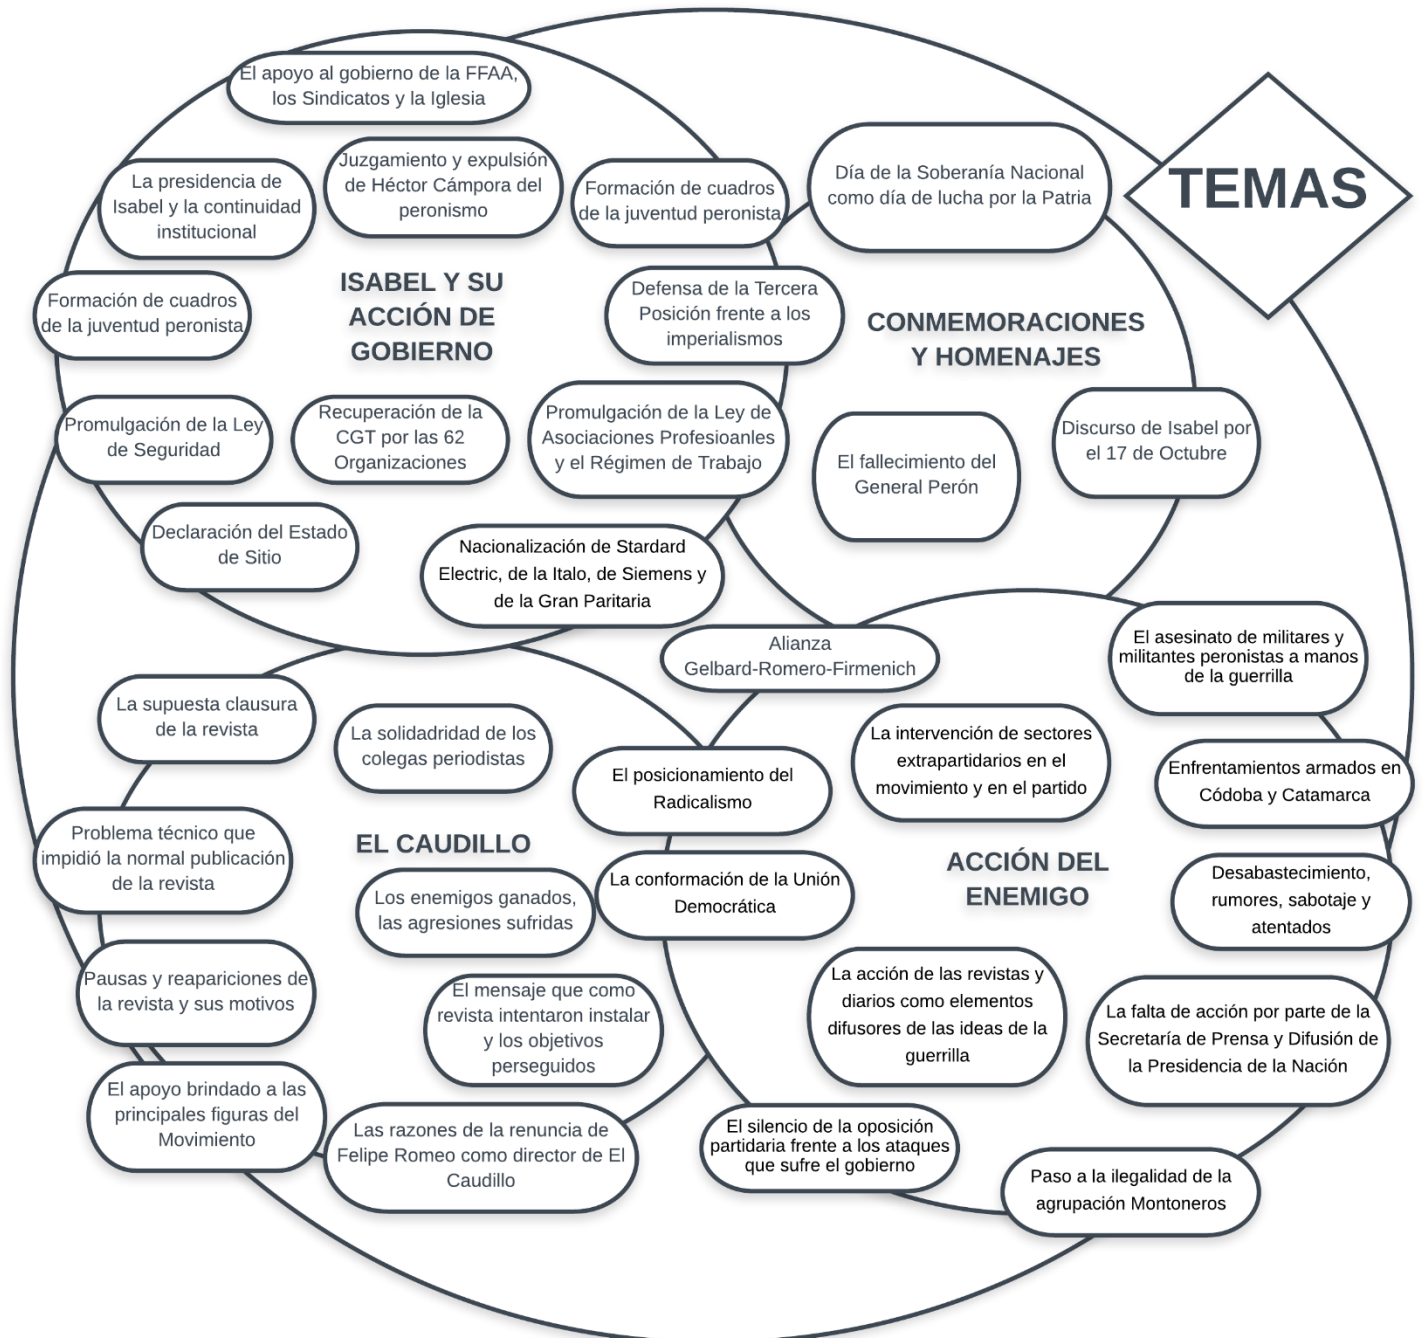 TEMAS
El apoyo al gobierno de la FFAA,
los Sindicatos y la Iglesia
La presidencia de
Isabel y la continuidad
institucional
Juzgamiento y expulsión
de Héctor Cámpora del
peronismo
Formación de cuadros
de la juventud peronista
Día de la Soberanía Nacional
como día de lucha por la Patria
Formación de cuadros
de la juventud peronista
ISABEL Y SU
ACCIÓN DE
GOBIERNO
Defensa de la Tercera
Posición frente a los
imperialismos
CONMEMORACIONES
Y HOMENAJES
Promulgación de la Ley
de Seguridad
Recuperación de la
CGT por las 62
Organizaciones
Promulgación de la Ley de
Asociaciones Profesioanles
y el Régimen de Trabajo
El fallecimiento del
General Perón
Discurso de Isabel por
el 17 de Octubre
Declaración del Estado
de Sitio
Nacionalización de Stardard
Electric, de la Italo, de Siemens y
de la Gran Paritaria
Alianza
Gelbard-Romero-Firmenich
El asesinato de militares y
militantes peronistas a manos
de la guerrilla
La supuesta clausura
de la revista
La solidadridad de los
colegas periodistas
El posicionamiento del
Radicalismo
La intervención de sectores
extrapartidarios en el
movimiento y en el partido
Enfrentamientos armados en
Códoba y Catamarca
Problema técnico que
impidió la normal publicación
de la revista
EL CAUDILLO
Los enemigos ganados,
las agresiones sufridas
La conformación de la Unión
Democrática
ACCIÓN DEL
ENEMIGO
Desabastecimiento,
rumores, sabotaje y
atentados
Pausas y reapariciones de
la revista y sus motivos
El mensaje que como
revista intentaron instalar
y los objetivos
perseguidos
La acción de las revistas y
diarios como elementos
difusores de las ideas de la
guerrilla
La falta de acción por parte de la
Secretaría de Prensa y Difusión de
la Presidencia de la Nación
El apoyo brindado a las
principales figuras del
Movimiento
Las razones de la renuncia de
Felipe Romeo como director de El
Caudillo
El silencio de la oposición
partidaria frente a los ataques
que sufre el gobierno
Paso a la ilegalidad de la
agrupación Montoneros